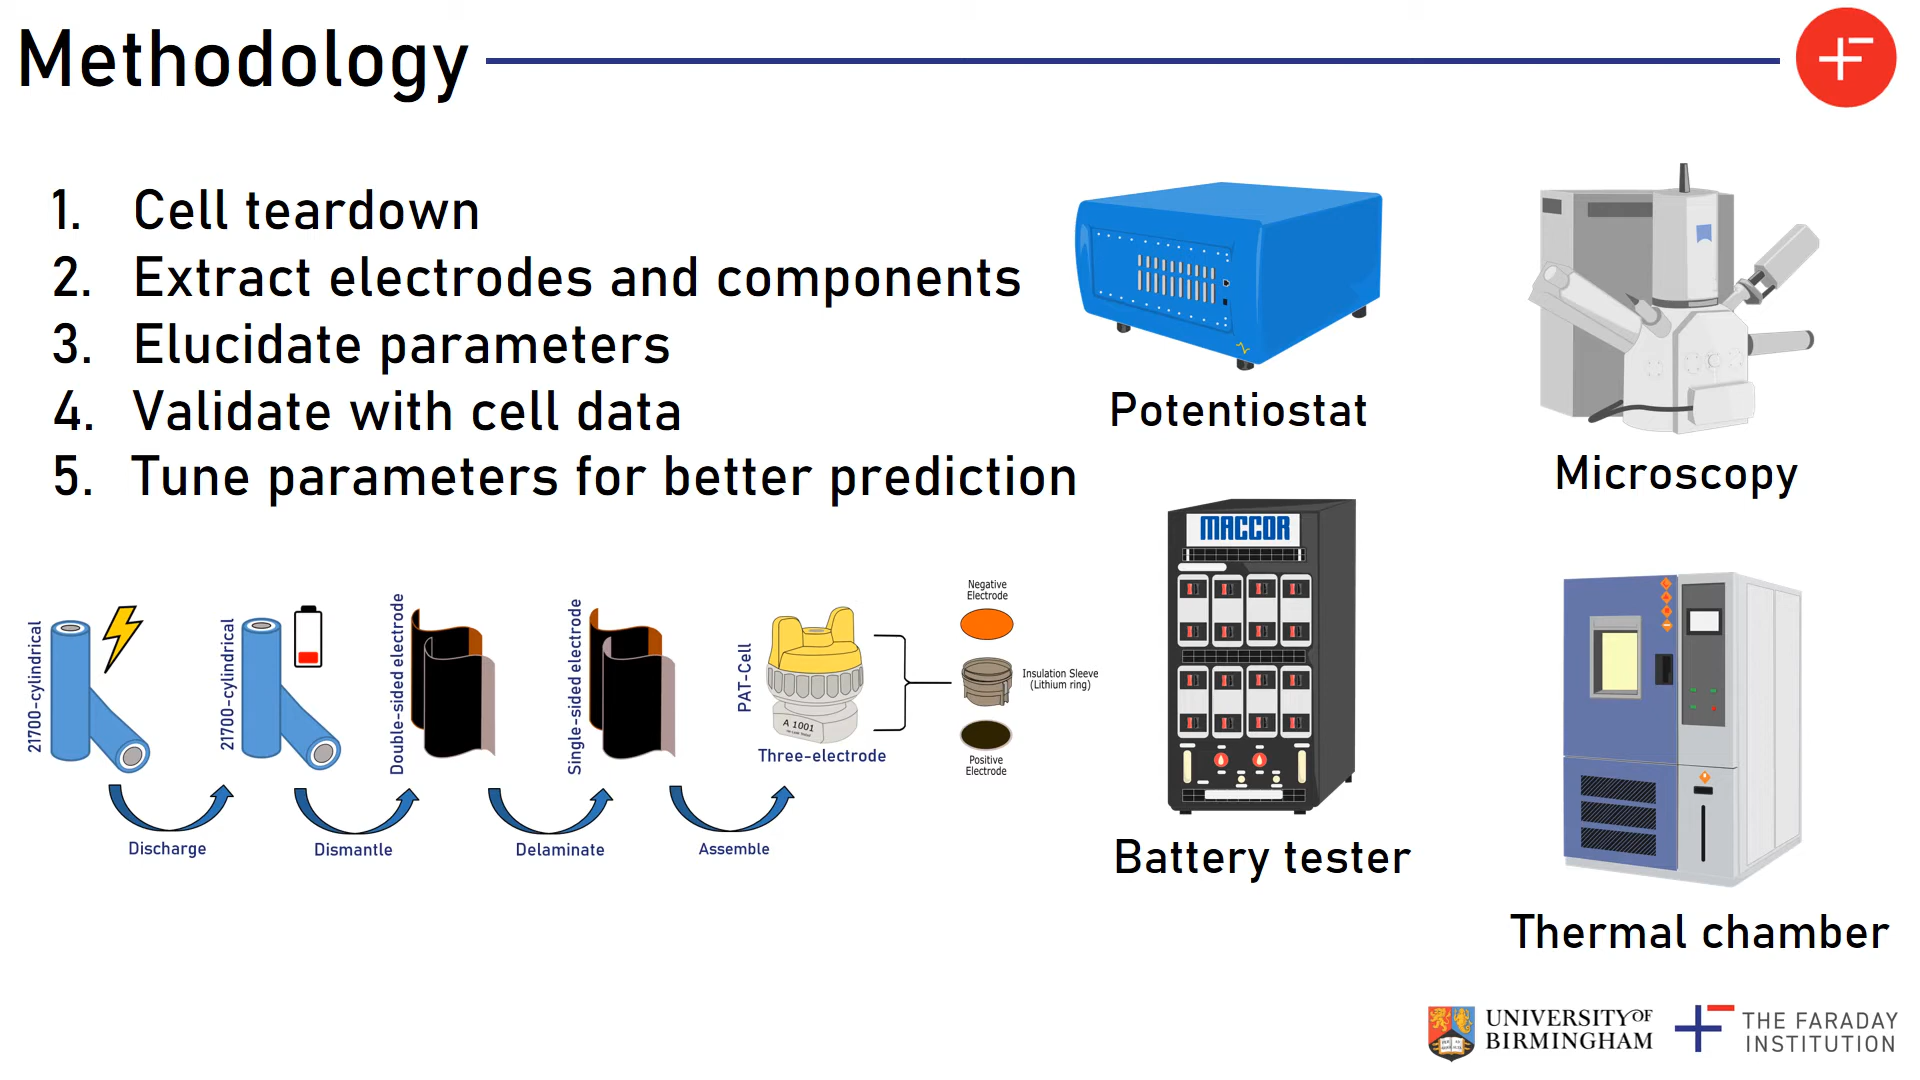 Methodology
1. Cell teardown
2. Extract electrodes and components
3. Elucidate parameters
4. Validate with cell data
5. Tune parameters for better prediction
Potentiostat
Microscopy
MACCOR
Battery tester
Thermal chamber
21700-cylindrical
21700-cylindrical
Double-sided electrode
Single-sided electrode
PAT-Cell
A 1001
Three-electrode
Negative
Electrode
Insulation Sleeve
(Lithium ring)
Positive
Electrode
Discharge
Dismantle
Delaminate
Assemble
UNIVERSITY OF
BIRMINGHAM
THE FARADAY
INSTITUTION